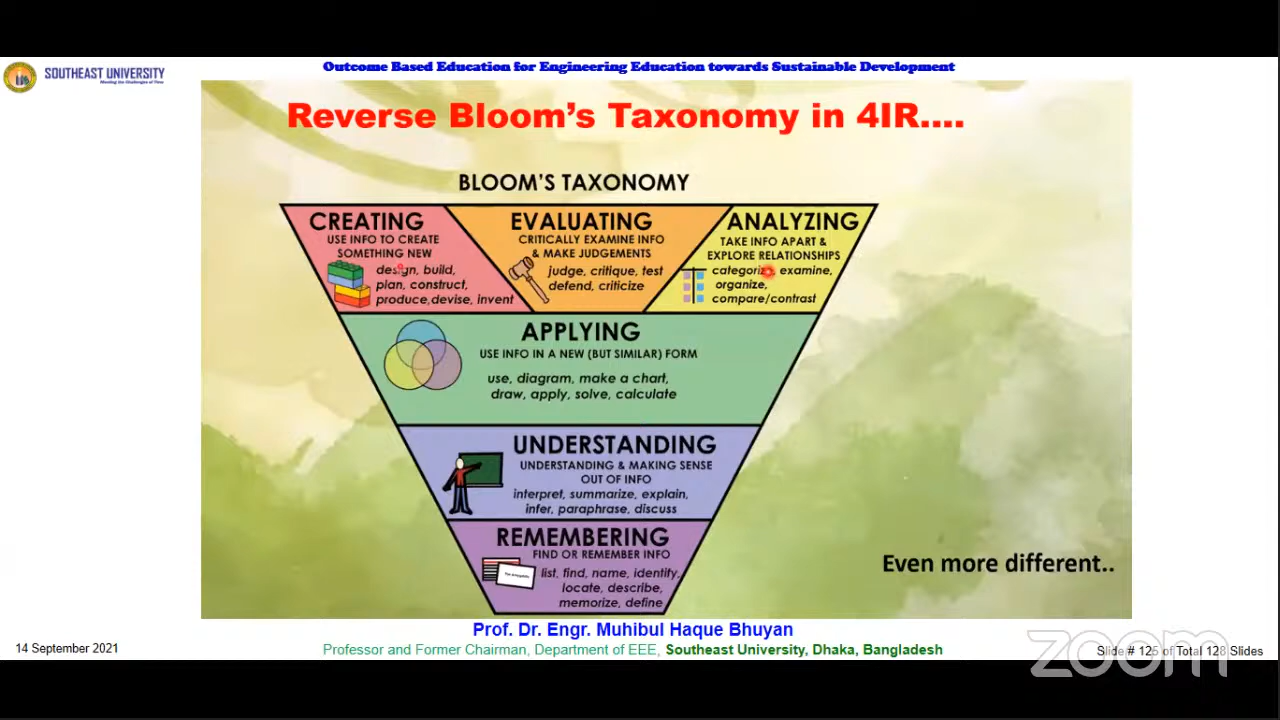 SOUTHEAST UNIVERSITY
Meeting the Challenges of Time
Outcome Based Education for Engineering Education towards Sustainable Development
Reverse Bloom's Taxonomy in 4IR....
BLOOM'S TAXONOMY
CREATING
USE INFO TO CREATE
SOMETHING NEW
design, build,
plan, construct,
produce,devise, invent
EVALUATING
CRITICALLY EXAMINE INFO
& MAKE JUDGEMENTS
judge, critique, test
defend, criticize
ANALYZING
TAKE INFO APART &
EXPLORE RELATIONSHIPS
categorize, examine,
organize,
compare/contrast
APPLYING
USE INFO IN A NEW (BUT SIMILAR) FORM
use, diagram, make a chart,
draw, apply, solve, calculate
UNDERSTANDING
UNDERSTANDING & MAKING SENSE
OUT OF INFO
interpret, summarize, explain,
infer, paraphrase, discuss
REMEMBERING
FIND OR REMEMBER INFO
list, find, name, identify,
locate, describe,
memorize, define
Even more different..
Prof. Dr. Engr. Muhibul Haque Bhuyan
14 September 2021
Professor and Former Chairman, Department of EEE, Southeast University, Dhaka, Bangladesh
Slide # 125 of Total 128 Slides
zoom